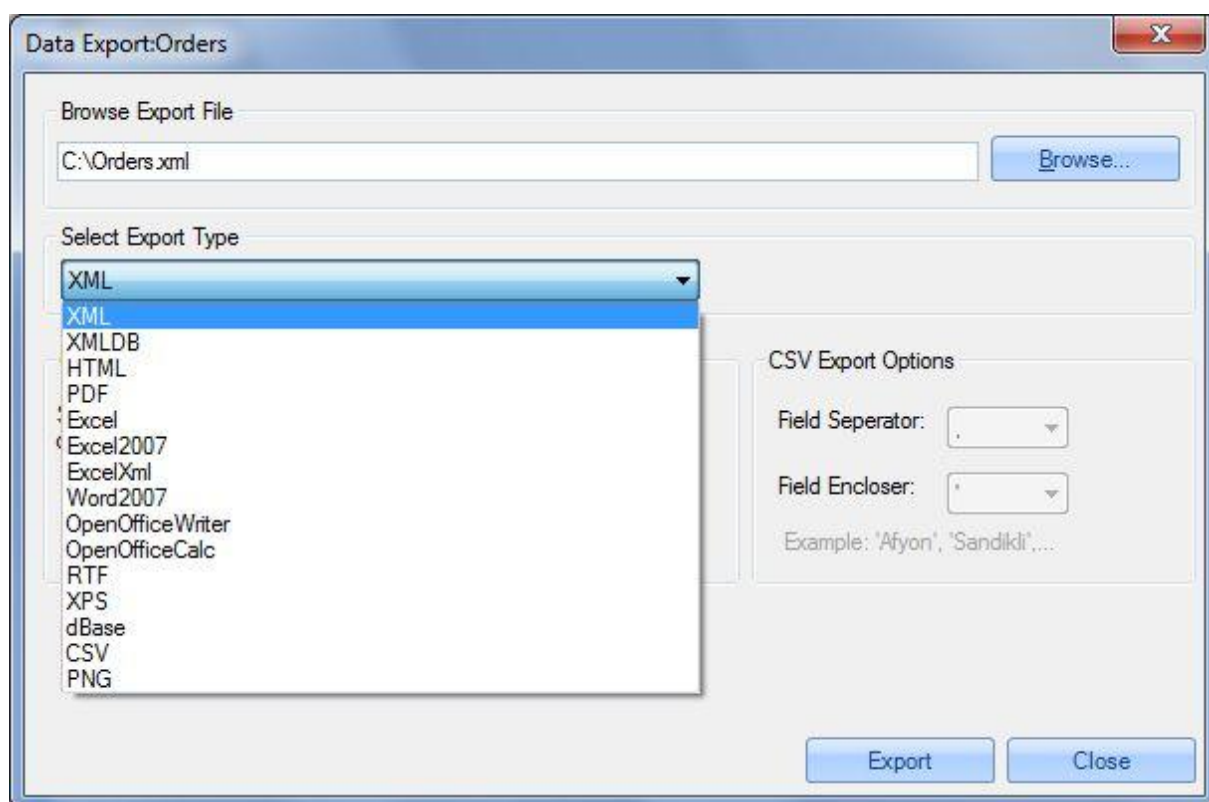 Data Export:Orders
X
Browse Export File
C:\Orders.xml
Browse...
Select Export Type
XML
XML
XMLDB
HTML
PDF
Excel
Excel2007
ExcelXml
Word2007
OpenOfficeWriter
OpenOfficeCalc
RTF
XPS
dBase
CSV
PNG
CSV Export Options
Field Seperator:
,
Field Encloser:
'
Example: 'Afyon', 'Sandikli',...
Export
Close